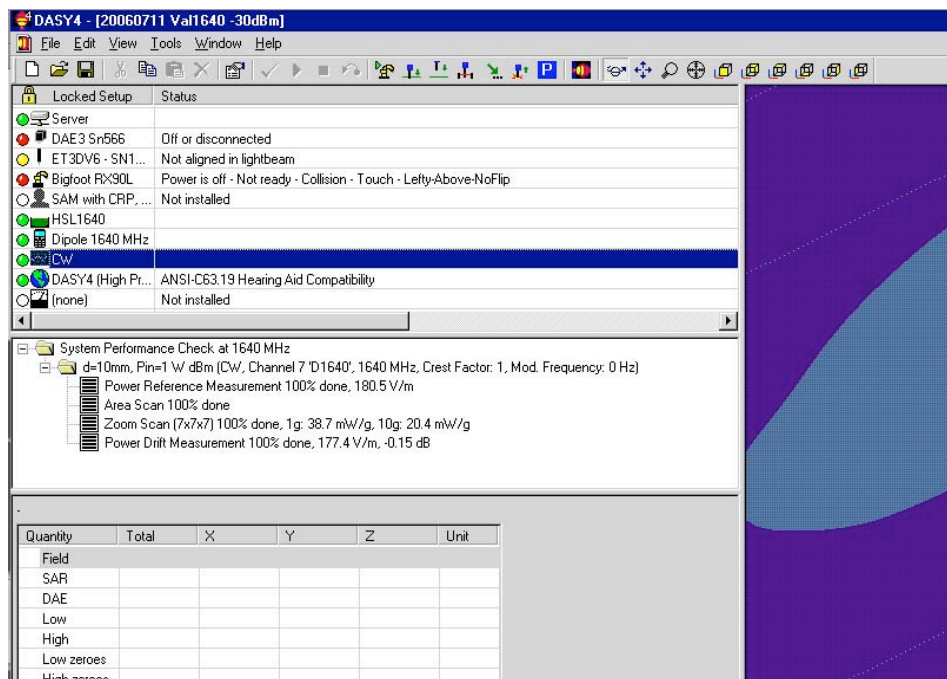 DASY4 - [20060711 Val1640 -30dBm]
File Edit View Tools Window Help
Locked Setup Status
Server
DAE3 Sn566 Off or disconnected
ET3DV6 - SN1... Not aligned in lightbeam
Bigfoot RX90L Power is off - Not ready - Collision - Touch - Lefty-Above-NoFlip
SAM with CRP, ... Not installed
HSL1640
Dipole 1640 MHz
CW
DASY4 (High Pr... ANSI-C63.19 Hearing Aid Compatibility
(none) Not installed
System Performance Check at 1640 MHz
d=10mm, Pin=1 W dBm (CW, Channel 7 'D1640', 1640 MHz, Crest Factor: 1, Mod. Frequency: 0 Hz)
Power Reference Measurement 100% done, 180.5 V/m
Area Scan 100% done
Zoom Scan (7x7x7) 100% done, 1g: 38.7 mW/g, 10g: 20.4 mW/g
Power Drift Measurement 100% done, 177.4 V/m, -0.15 dB
-
Quantity Total X Y Z Unit
Field
SAR
DAE
Low
High
Low zeroes
High zeroes